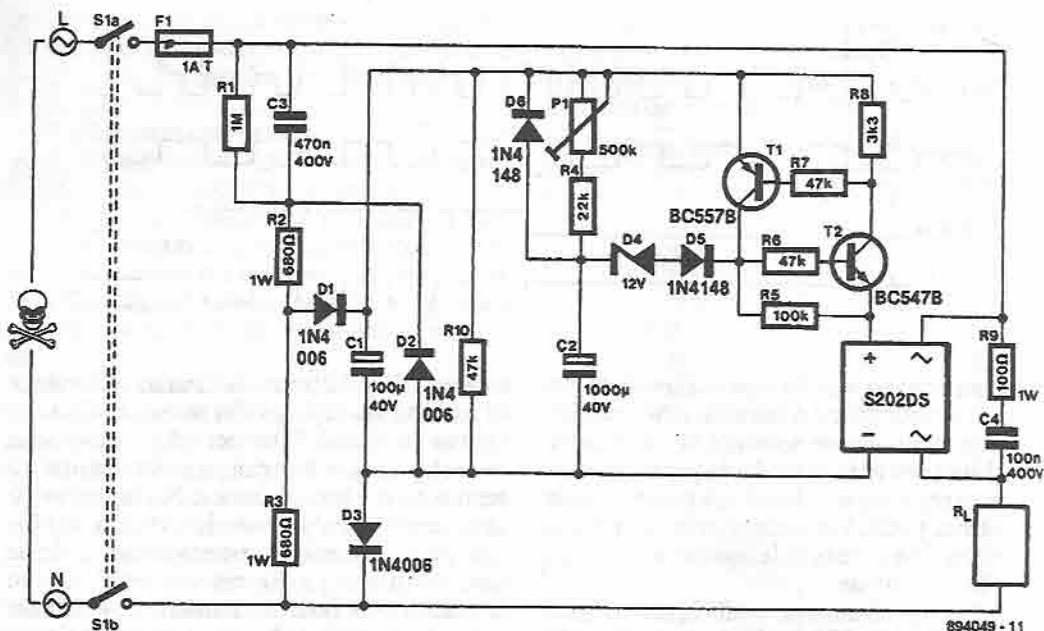 L
S1a
F1
1A T
R1
1M
C3
470n
400V
D6
1N4
148
P1
500k
R4
22k
T1
BC557B
R7
47k
R8
3k3
T2
BC547B
R6
47k
R5
100k
D4
12V
D5
1N4148
R2
680Ω
1W
D1
1N4
006
C1
100µ
40V
D2
1N4
006
R10
47k
C2
1000µ
40V
+
~
S202DS
−
~
R9
100Ω
1W
C4
100n
400V
R3
680Ω
1W
D3
1N4006
RL
N
S1b
894049 - 11